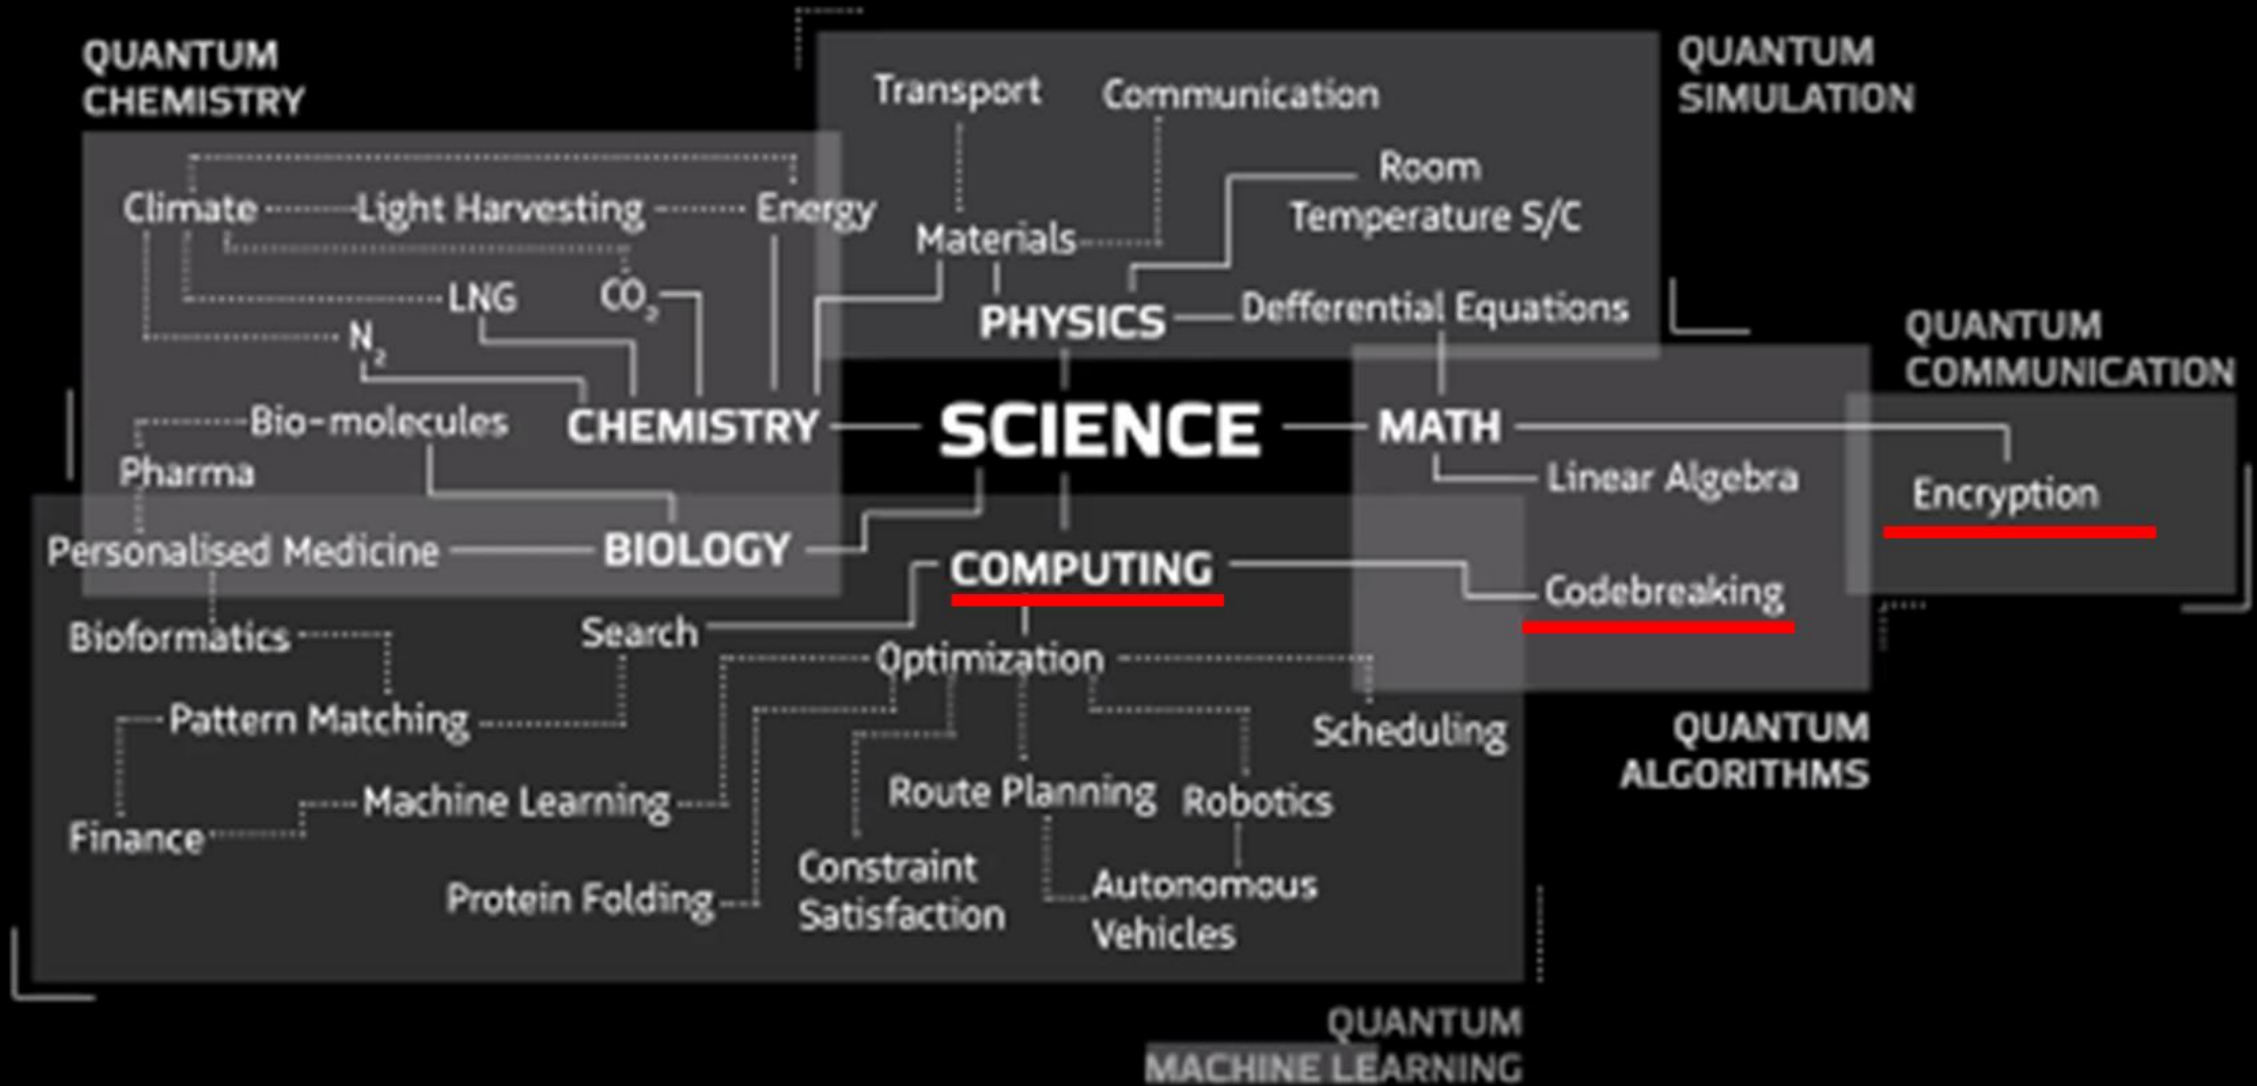 QUANTUM
CHEMISTRY
QUANTUM
SIMULATION
Transport
Communication
Room
Temperature S/C
Climate
Light Harvesting
Energy
Materials
LNG
CO₂
N₂
PHYSICS
Defferential Equations
QUANTUM
COMMUNICATION
Bio-molecules
CHEMISTRY
SCIENCE
MATH
Pharma
Linear Algebra
Encryption
Personalised Medicine
BIOLOGY
COMPUTING
Codebreaking
Bioformatics
Search
Optimization
Pattern Matching
Scheduling
QUANTUM
ALGORITHMS
Machine Learning
Route Planning
Robotics
Finance
Protein Folding
Constraint
Satisfaction
Autonomous
Vehicles
QUANTUM
MACHINE LEARNING